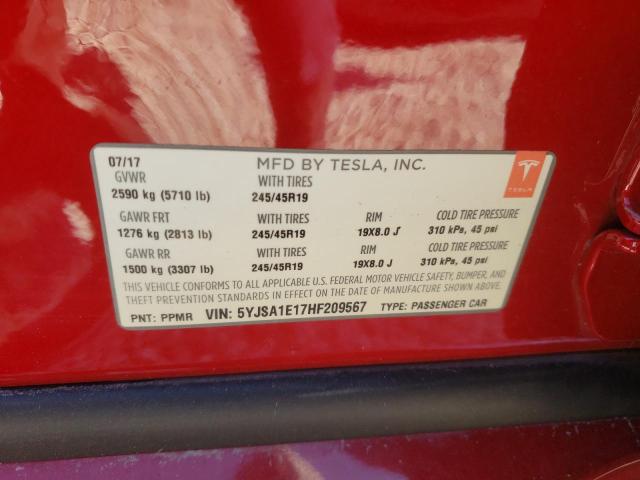 07/17 MFD BY TESLA, INC.
GVWR WITH TIRES
2590 kg (5710 lb) 245/45R19
TESLA
GAWR FRT WITH TIRES RIM COLD TIRE PRESSURE
1276 kg (2813 lb) 245/45R19 19X8.0 J 310 kPa, 45 psi
GAWR RR WITH TIRES RIM COLD TIRE PRESSURE
1500 kg (3307 lb) 245/45R19 19X8.0 J 310 kPa, 45 psi
THIS VEHICLE CONFORMS TO ALL APPLICABLE U.S. FEDERAL MOTOR VEHICLE SAFETY, BUMPER, AND
THEFT PREVENTION STANDARDS IN EFFECT ON THE DATE OF MANUFACTURE SHOWN ABOVE.
PNT: PPMR VIN: 5YJSA1E17HF209567 TYPE: PASSENGER CAR